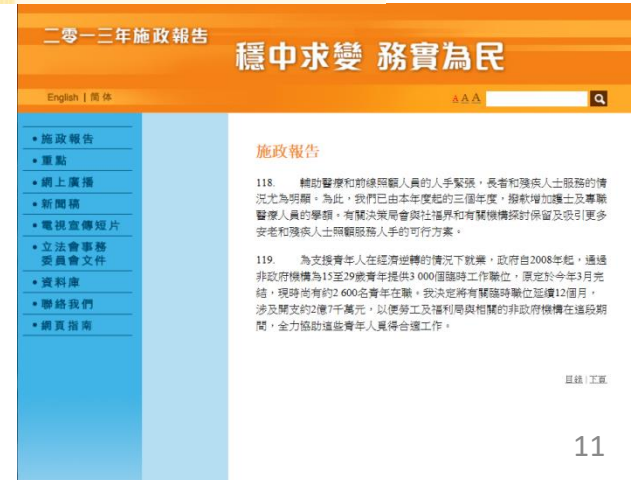 二零一三年施政報告
穩中求變 務實為民
English | 简体
A A A
• 施政報告
• 重點
• 網上廣播
• 新聞稿
• 電視宣傳短片
• 立法會事務
委員會文件
• 資料庫
• 聯絡我們
• 網頁指南
施政報告
118. 輔助醫療和前線照顧人員的人手緊張，長者和殘疾人士服務的情
況尤為明顯。為此，我們已由本年度起的三個年度，撥款增加護士及專職
醫療人員的學額。有關決策局會與社福界和有關機構探討保留及吸引更多
安老和殘疾人士照顧服務人手的可行方案。
119. 為支援青年人在經濟逆轉的情況下就業，政府自2008年起，通過
非政府機構為15至29歲青年提供3 000個臨時工作職位，原定於今年3月完
結，現時尚有約2 600名青年在職。我決定將有關臨時職位延續12個月，
涉及開支約2億7千萬元，以便勞工及福利局與相關的非政府機構在這段期
間，全力協助這些青年人覓得合適工作。
目錄 | 下頁
11